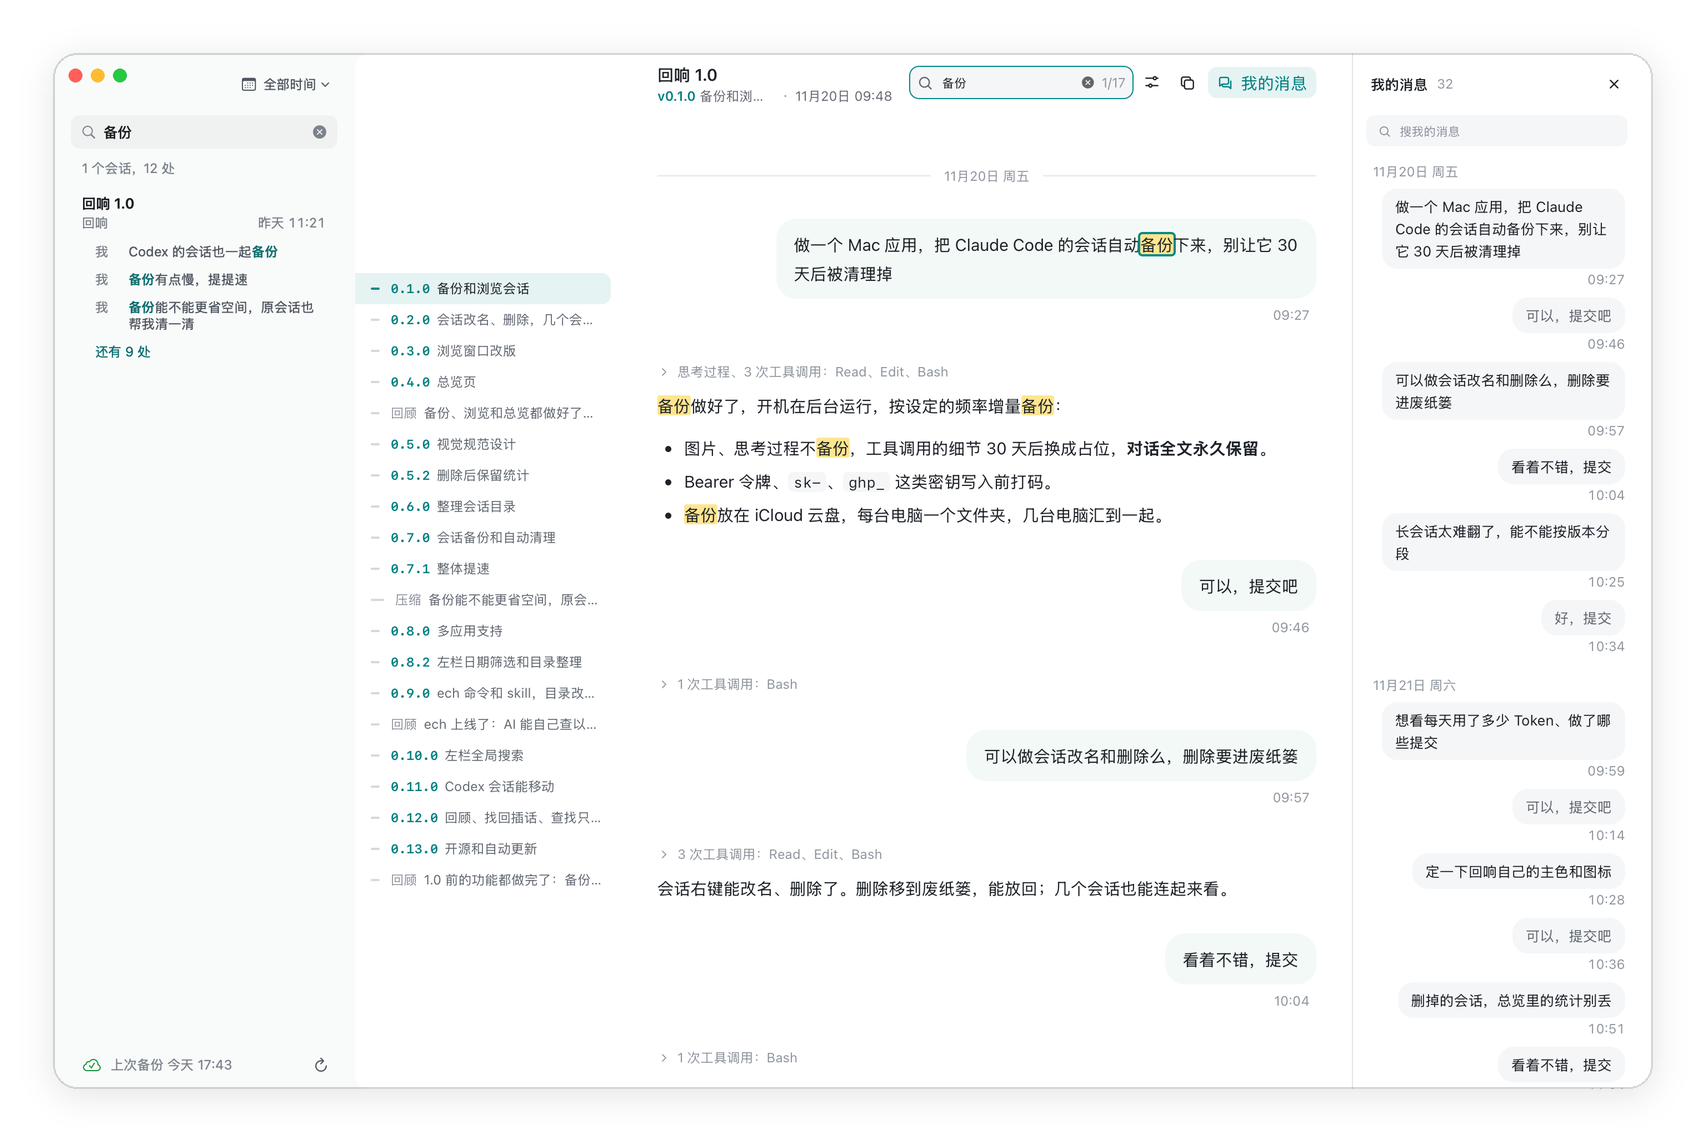 全部时间
备份
1 个会话，12 处
回响 1.0
回响 昨天 11:21
我 Codex 的会话也一起备份
我 备份有点慢，提提速
我 备份能不能更省空间，原会话也
帮我清一清
还有 9 处
上次备份 今天 17:43
0.1.0 备份和浏览会话
0.2.0 会话改名、删除，几个会...
0.3.0 浏览窗口改版
0.4.0 总览页
回顾 备份、浏览和总览都做好了...
0.5.0 视觉规范设计
0.5.2 删除后保留统计
0.6.0 整理会话目录
0.7.0 会话备份和自动清理
0.7.1 整体提速
压缩 备份能不能更省空间，原会...
0.8.0 多应用支持
0.8.2 左栏日期筛选和目录整理
0.9.0 ech 命令和 skill，目录改...
回顾 ech 上线了：AI 能自己查以...
0.10.0 左栏全局搜索
0.11.0 Codex 会话能移动
0.12.0 回顾、找回插话、查找只...
0.13.0 开源和自动更新
回顾 1.0 前的功能都做完了：备份...
回响 1.0
v0.1.0 备份和浏... · 11月20日 09:48
备份 1/17
我的消息
11月20日 周五
做一个 Mac 应用，把 Claude Code 的会话自动备份下来，别让它 30
天后被清理掉
09:27
思考过程、3 次工具调用：Read、Edit、Bash
备份做好了，开机在后台运行，按设定的频率增量备份：
• 图片、思考过程不备份，工具调用的细节 30 天后换成占位，对话全文永久保留。
• Bearer 令牌、sk-、ghp_ 这类密钥写入前打码。
• 备份放在 iCloud 云盘，每台电脑一个文件夹，几台电脑汇到一起。
可以，提交吧
09:46
1 次工具调用：Bash
可以做会话改名和删除么，删除要进废纸篓
09:57
3 次工具调用：Read、Edit、Bash
会话右键能改名、删除了。删除移到废纸篓，能放回；几个会话也能连起来看。
看着不错，提交
10:04
1 次工具调用：Bash
我的消息 32
搜我的消息
11月20日 周五
做一个 Mac 应用，把 Claude
Code 的会话自动备份下来，别让
它 30 天后被清理掉
09:27
可以，提交吧
09:46
可以做会话改名和删除么，删除要
进废纸篓
09:57
看着不错，提交
10:04
长会话太难翻了，能不能按版本分
段
10:25
好，提交
10:34
11月21日 周六
想看每天用了多少 Token、做了哪
些提交
09:59
可以，提交吧
10:14
定一下回响自己的主色和图标
10:28
可以，提交吧
10:36
删掉的会话，总览里的统计别丢
10:51
看着不错，提交